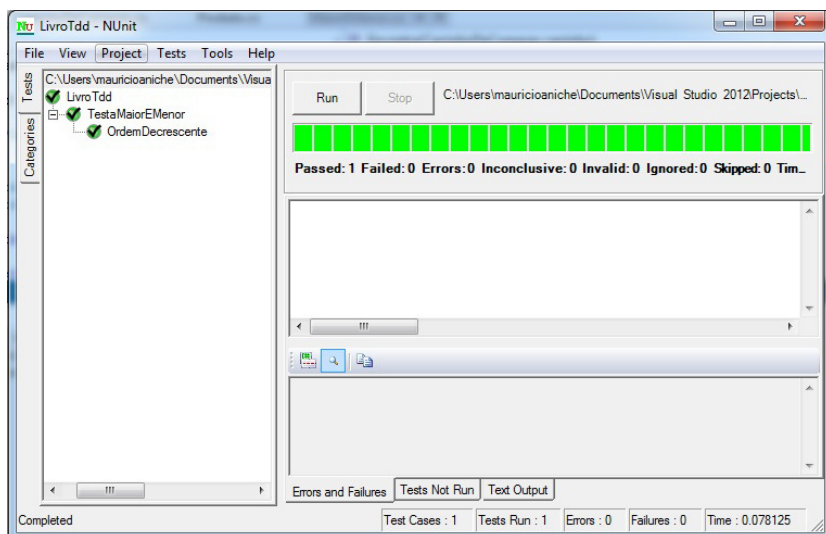 LivroTdd - NUnit
File View Project Tests Tools Help
Tests
Categories
C:\Users\mauricioaniche\Documents\Visua
LivroTdd
TestaMaiorEMenor
OrdemDecrescente
Run Stop C:\Users\mauricioaniche\Documents\Visual Studio 2012\Projects\...
Passed: 1 Failed: 0 Errors: 0 Inconclusive: 0 Invalid: 0 Ignored: 0 Skipped: 0 Tim...
Errors and Failures Tests Not Run Text Output
Completed Test Cases : 1 Tests Run : 1 Errors : 0 Failures : 0 Time : 0.078125